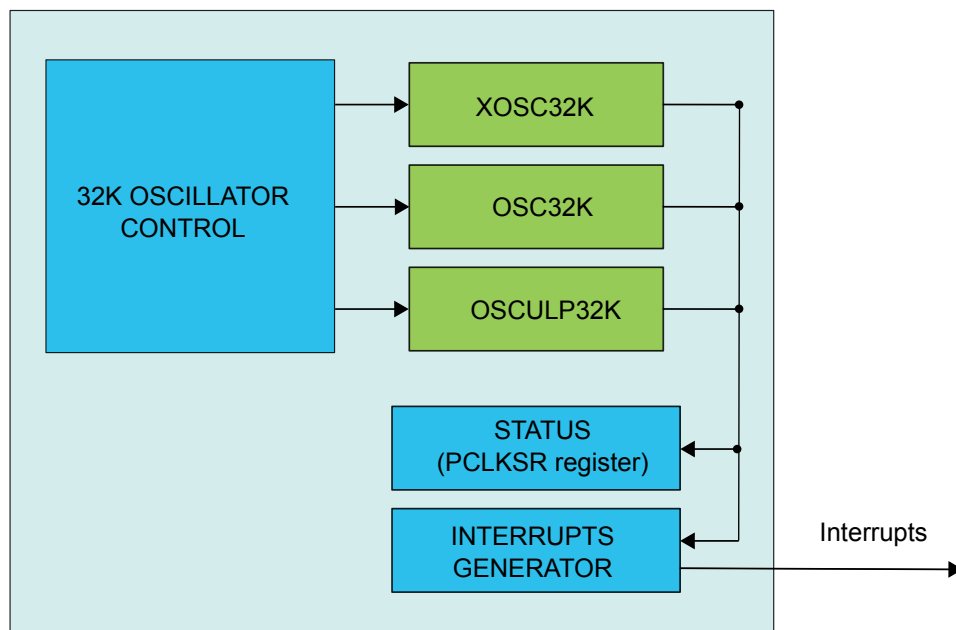 32K OSCILLATOR
CONTROL
XOSC32K
OSC32K
OSCULP32K
STATUS
(PCLKSR register)
INTERRUPTS
GENERATOR
Interrupts